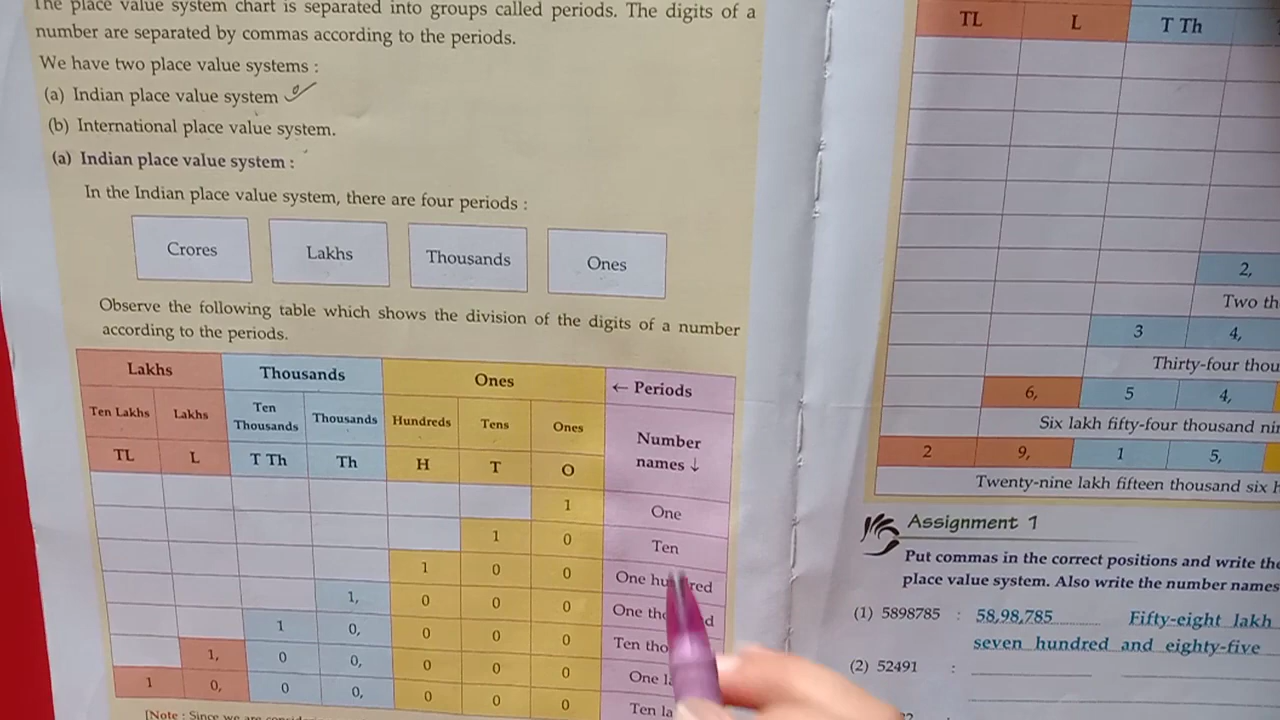 The place value system chart is separated into groups called periods. The digits of a
number are separated by commas according to the periods.
We have two place value systems :
(a) Indian place value system
(b) International place value system.
(a) Indian place value system :
In the Indian place value system, there are four periods :
Crores Lakhs Thousands Ones
Observe the following table which shows the division of the digits of a number
according to the periods.
Lakhs Thousands Ones ← Periods
Ten Lakhs Lakhs Ten Thousands Thousands Hundreds Tens Ones Number names ↓
TL L T Th Th H T O
1 One
1 0 Ten
1 0 0 One hundred
1, 0 0 0 One
1 0, 0 0 0 Ten
1, 0 0, 0 0 0 One
1 0, 0 0, 0 0 0 Ten
[Note : Since we are
TL L T Th
2,
Two
3 4,
Thirty-four
6, 5 4,
Six lakh fifty-four thousand
2 9, 1 5,
Twenty-nine lakh fifteen thousand six
Assignment 1
Put commas in the correct positions and write the
place value system. Also write the number names
(1) 5898785 : 58,98,785 Fifty-eight lakh
seven hundred and eighty-five
(2) 52491 :